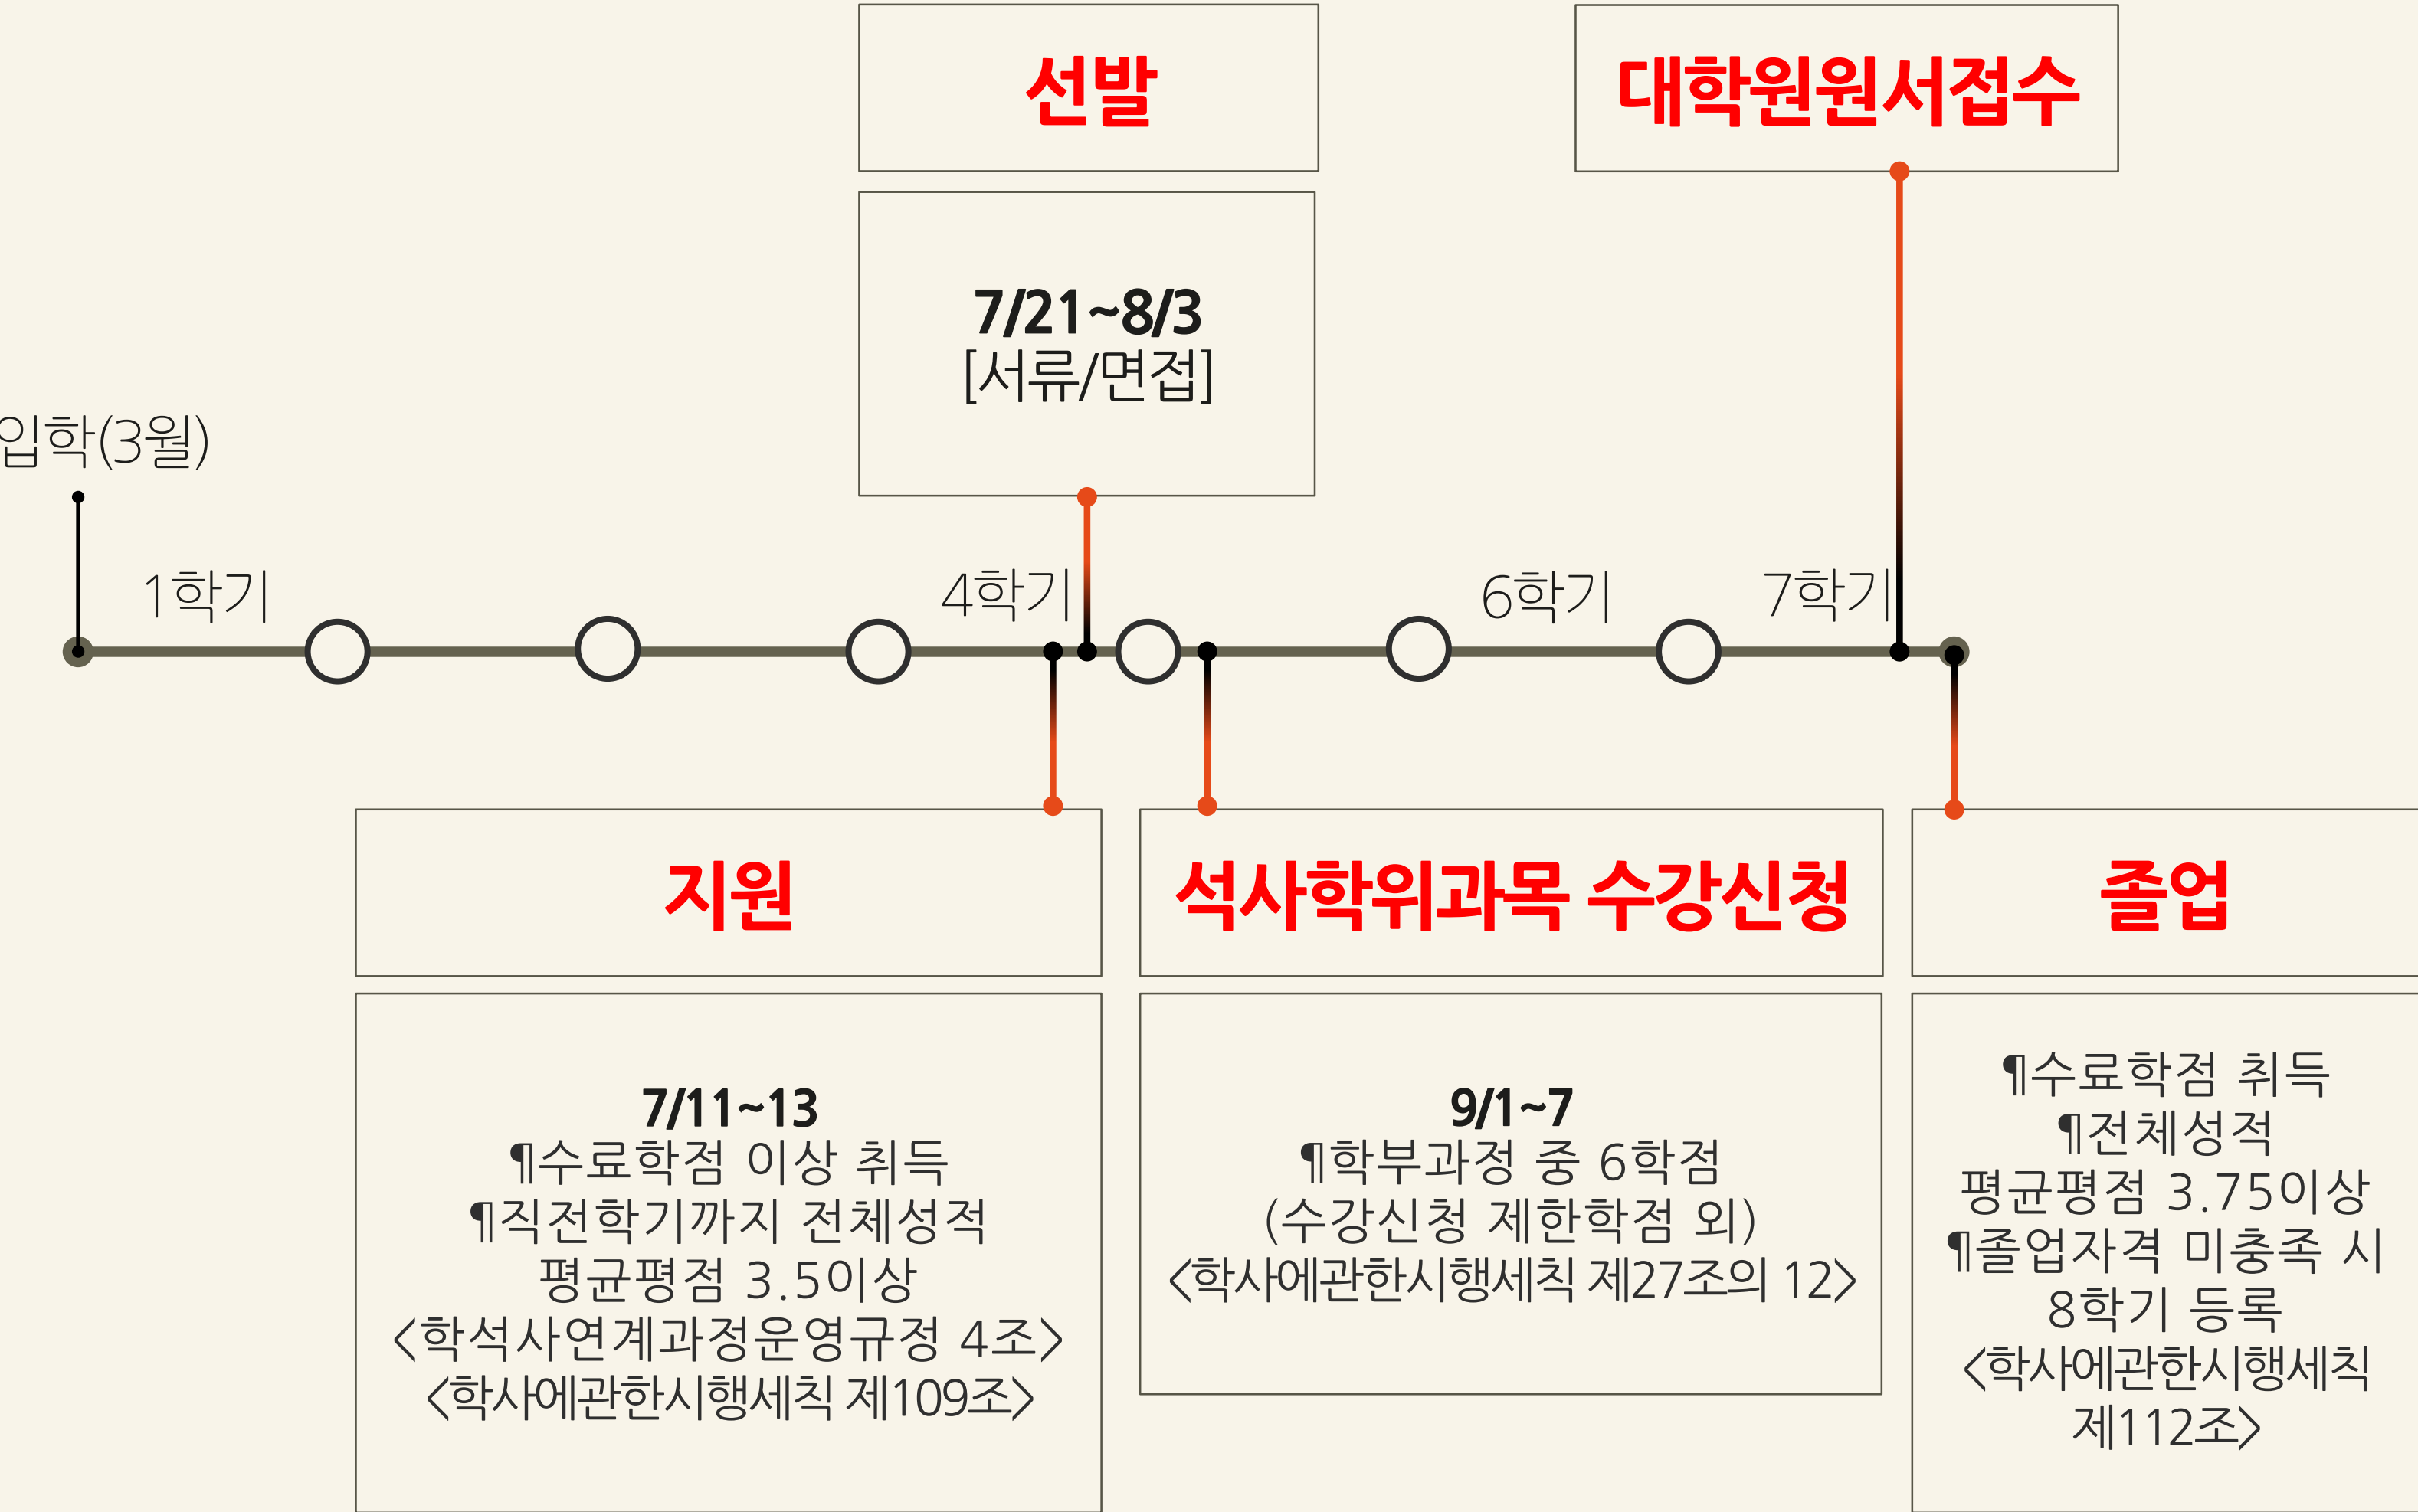 선발
대학원원서접수
7/21~8/3
[서류/면접]
입학(3월)
1학기
4학기
6학기
7학기
지원
석사학위과목 수강신청
졸업
7/11~13
¶수료학점 이상 취득
¶직전학기까지 전체성적
평균평점 3.5이상
<학석사연계과정운영규정 4조>
<학사에관한시행세칙 제109조>
9/1~7
¶학부과정 중 6학점
(수강신청 제한학점 외)
<학사에관한시행세칙 제27조의 12>
¶수료학점 취득
¶전체성적
평균평점 3.75이상
¶졸업자격 미충족 시
8학기 등록
<학사에관한시행세칙
제112조>